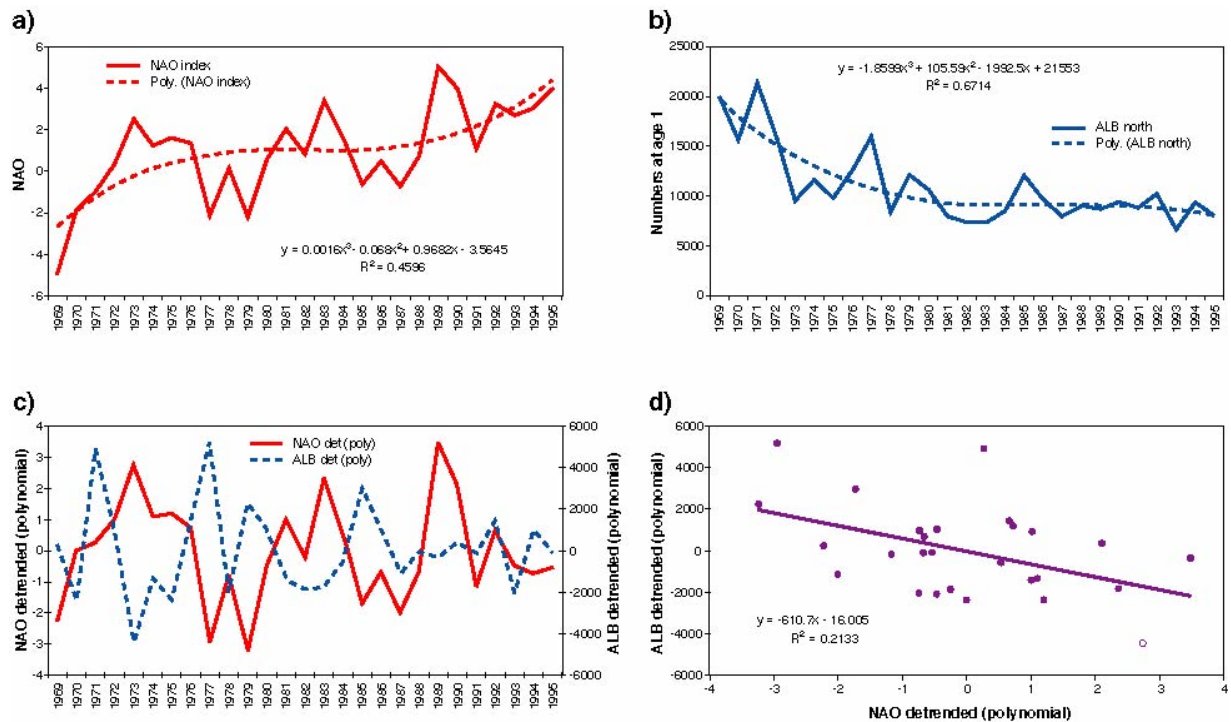 a)
NAO index
Poly. (NAO index)
6
4
2
0
-2
-4
-6
NAO
y = 0.0016x³ - 0.068x² + 0.9682x - 3.5645
R² = 0.4596
1969 1970 1971 1972 1973 1974 1975 1976 1977 1978 1979 1980 1981 1982 1983 1984 1985 1986 1987 1988 1989 1990 1991 1992 1993 1994 1995
b)
25000
20000
15000
10000
5000
0
Numbers at age 1
y = -1.8599x³ + 105.59x² - 1992.5x + 21553
R² = 0.6714
ALB north
Poly. (ALB north)
1969 1970 1971 1972 1973 1974 1975 1976 1977 1978 1979 1980 1981 1982 1983 1984 1985 1986 1987 1988 1989 1990 1991 1992 1993 1994 1995
c)
4
3
2
1
0
-1
-2
-3
-4
NAO detrended (polynomial)
NAO det (poly)
ALB det (poly)
6000
4000
2000
0
-2000
-4000
-6000
ALB detrended (polynomial)
1969 1970 1971 1972 1973 1974 1975 1976 1977 1978 1979 1980 1981 1982 1983 1984 1985 1986 1987 1988 1989 1990 1991 1992 1993 1994 1995
d)
6000
4000
2000
0
-2000
-4000
-6000
ALB detrended (polynomial)
y = -610.7x - 16.005
R² = 0.2133
-4 -3 -2 -1 0 1 2 3 4
NAO detrended (polynomial)